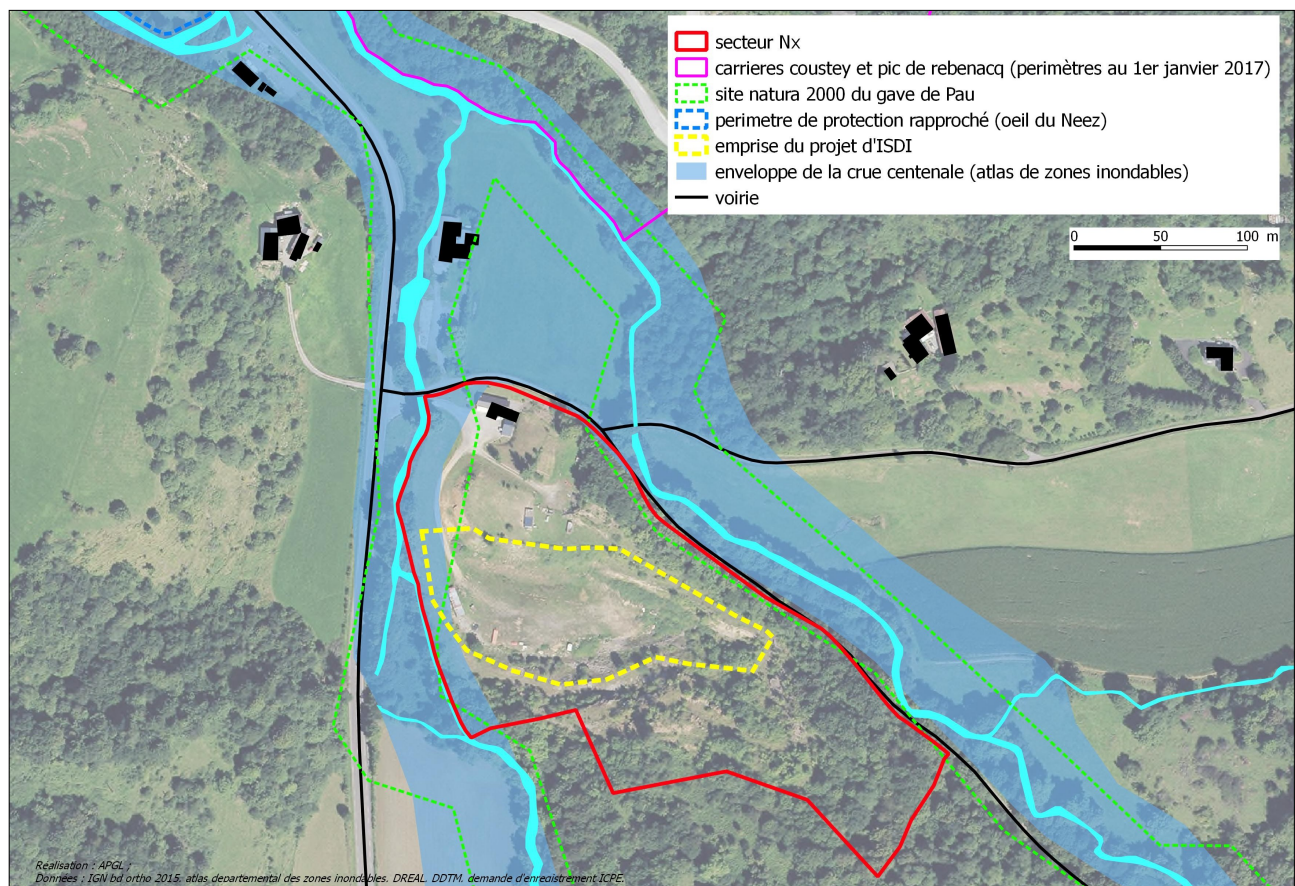 secteur Nx
carrieres coustey et pic de rebenacq (perimètres au 1er janvier 2017)
site natura 2000 du gave de Pau
perimetre de protection rapproché (oeil du Neez)
emprise du projet d'ISDI
enveloppe de la crue centenale (atlas de zones inondables)
voirie
0 50 100 m
Realisation : APGL ;
Données : IGN bd ortho 2015. atlas departemental des zones inondables. DREAL. DDTM. demande d'enregistrement ICPE.